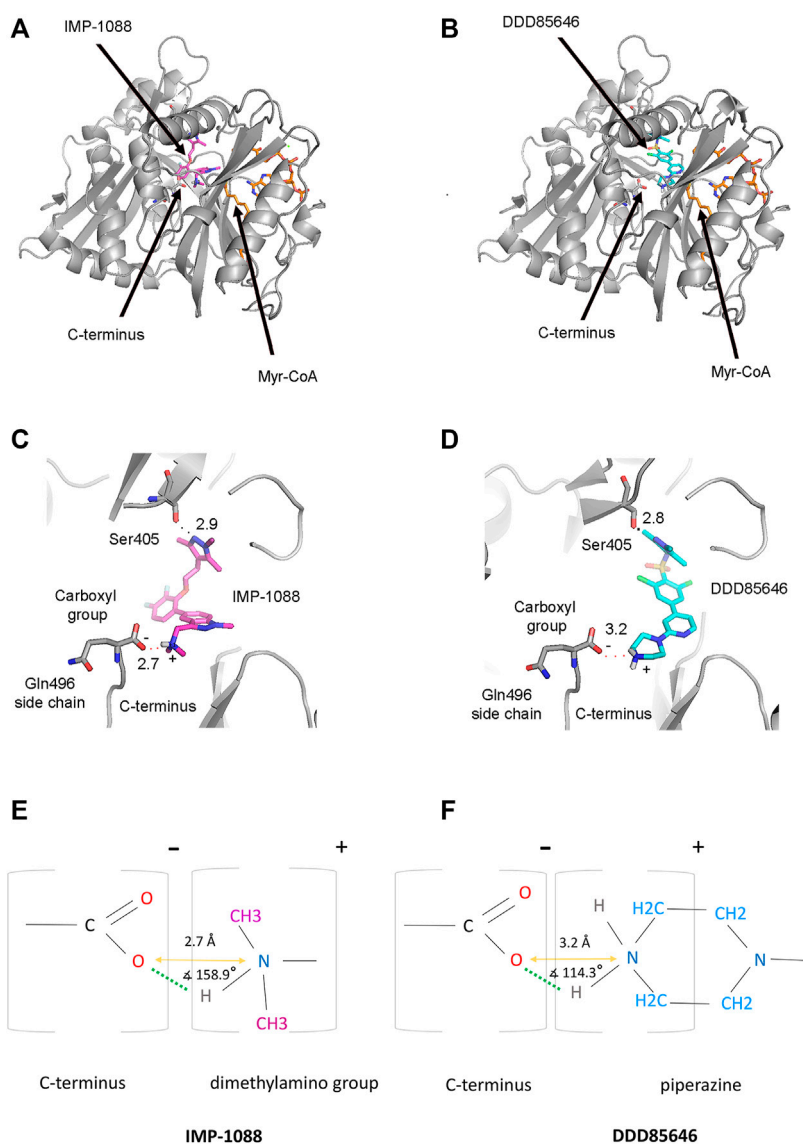 A
IMP-1088
C-terminus
Myr-CoA
B
DDD85646
C-terminus
Myr-CoA
C
2.9
Ser405
Carboxyl
group
IMP-1088
-
2.7
+
Gln496
side chain
C-terminus
D
2.8
Ser405
DDD85646
Carboxyl
group
3.2
-
+
Gln496
side chain
C-terminus
E
–
+
O
C
CH3
2.7 Å
O
N
∡ 158.9°
H
CH3
C-terminus
dimethylamino group
IMP-1088
F
–
+
O
H
H2C
CH2
C
3.2 Å
O
N
N
∡ 114.3°
H
H2C
CH2
C-terminus
piperazine
DDD85646